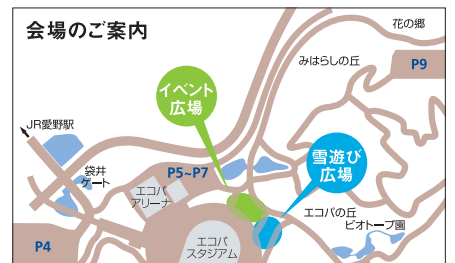 会場のご案内
花の郷
みはらしの丘
P9
イベント
広場
JR愛野駅
雪遊び
広場
袋井
ゲート
P5~P7
エコパ
アリーナ
エコパの丘
ビオトープ園
P4
エコパ
スタジアム